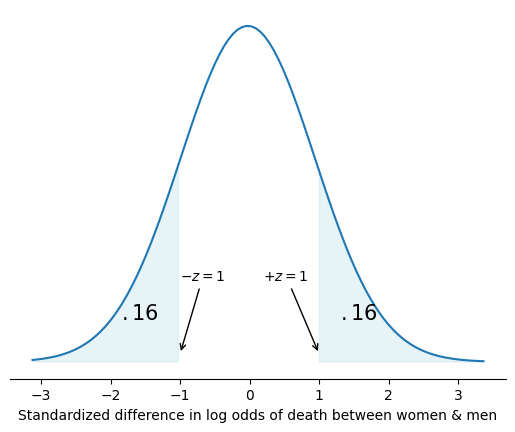 −z = 1
+z = 1
.16
.16
−3 −2 −1 0 1 2 3
Standardized difference in log odds of death between women & men